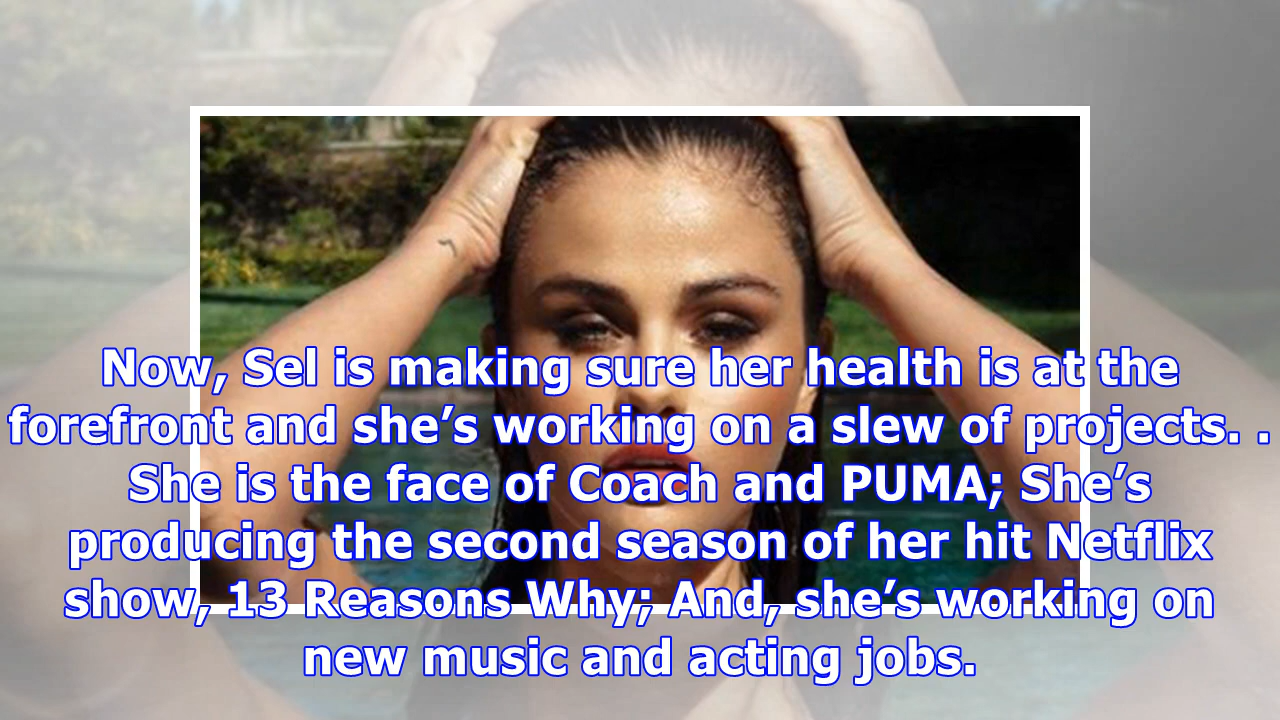 Now, Sel is making sure her health is at the
forefront and she’s working on a slew of projects. .
She is the face of Coach and PUMA; She’s
producing the second season of her hit Netflix
show, 13 Reasons Why; And, she’s working on
new music and acting jobs.